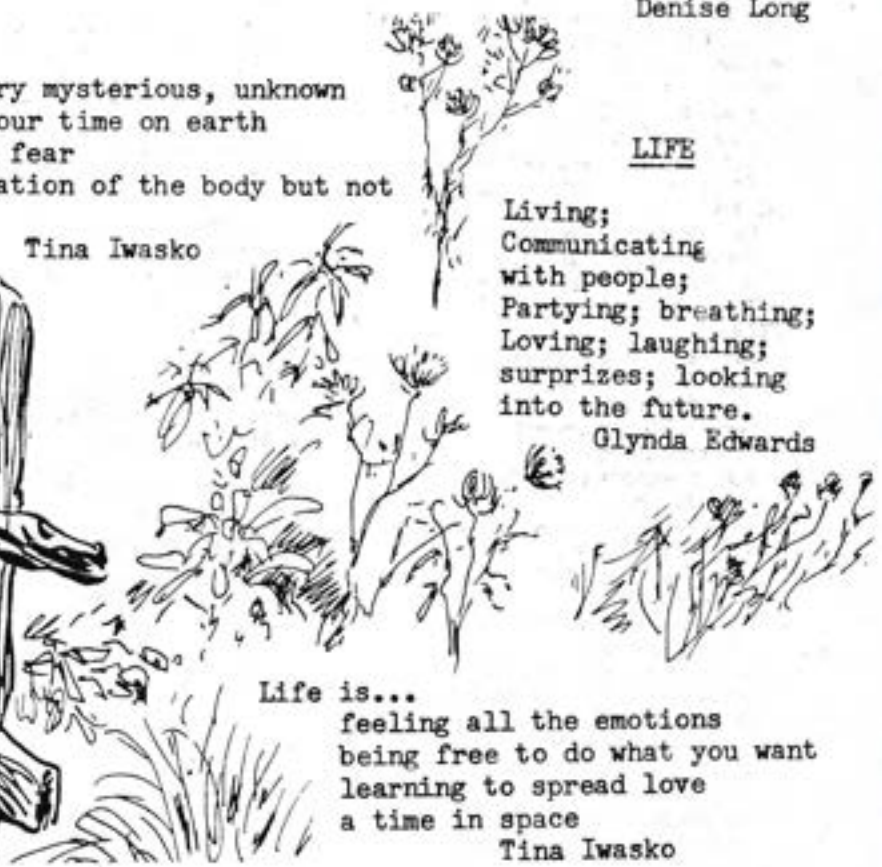 Denise Long
ry mysterious, unknown
our time on earth
fear
ation of the body but not
Tina Iwasko
LIFE
Living;
Communicating
with people;
Partying; breathing;
Loving; laughing;
surprizes; looking
into the future.
Glynda Edwards
Life is...
feeling all the emotions
being free to do what you want
learning to spread love
a time in space
Tina Iwasko